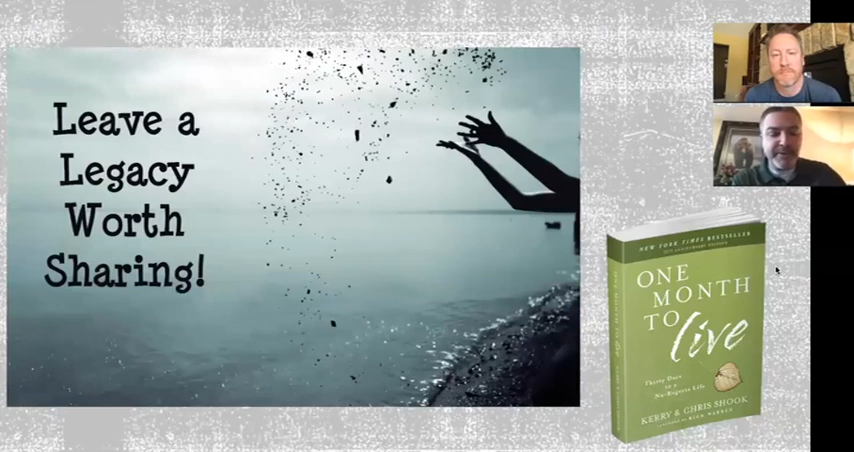 Leave a
Legacy
Worth
Sharing!
NEW YORK TIMES BESTSELLER
ONE
MONTH
TO live
Thirty Days
to a
No-Regrets Life
KERRY & CHRIS SHOOK